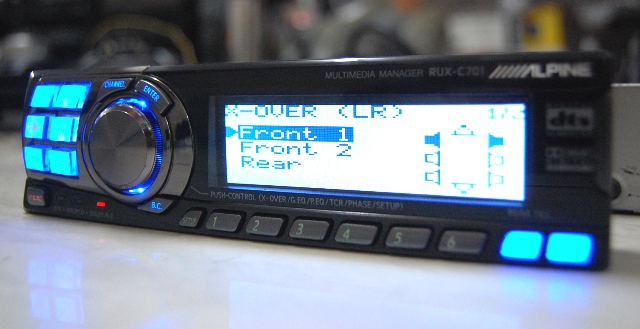 MULTIMEDIA MANAGER RUX-C701 ALPINE
CHANNEL
ENTER
X-OVER (LR) 1/3
Front 1
Front 2
Rear
dts
PUSH-CONTROL (X-OVER/G.EQ/P.EQ/TCR/PHASE/SETUP)
B.C.
1 2 3 4 5 6